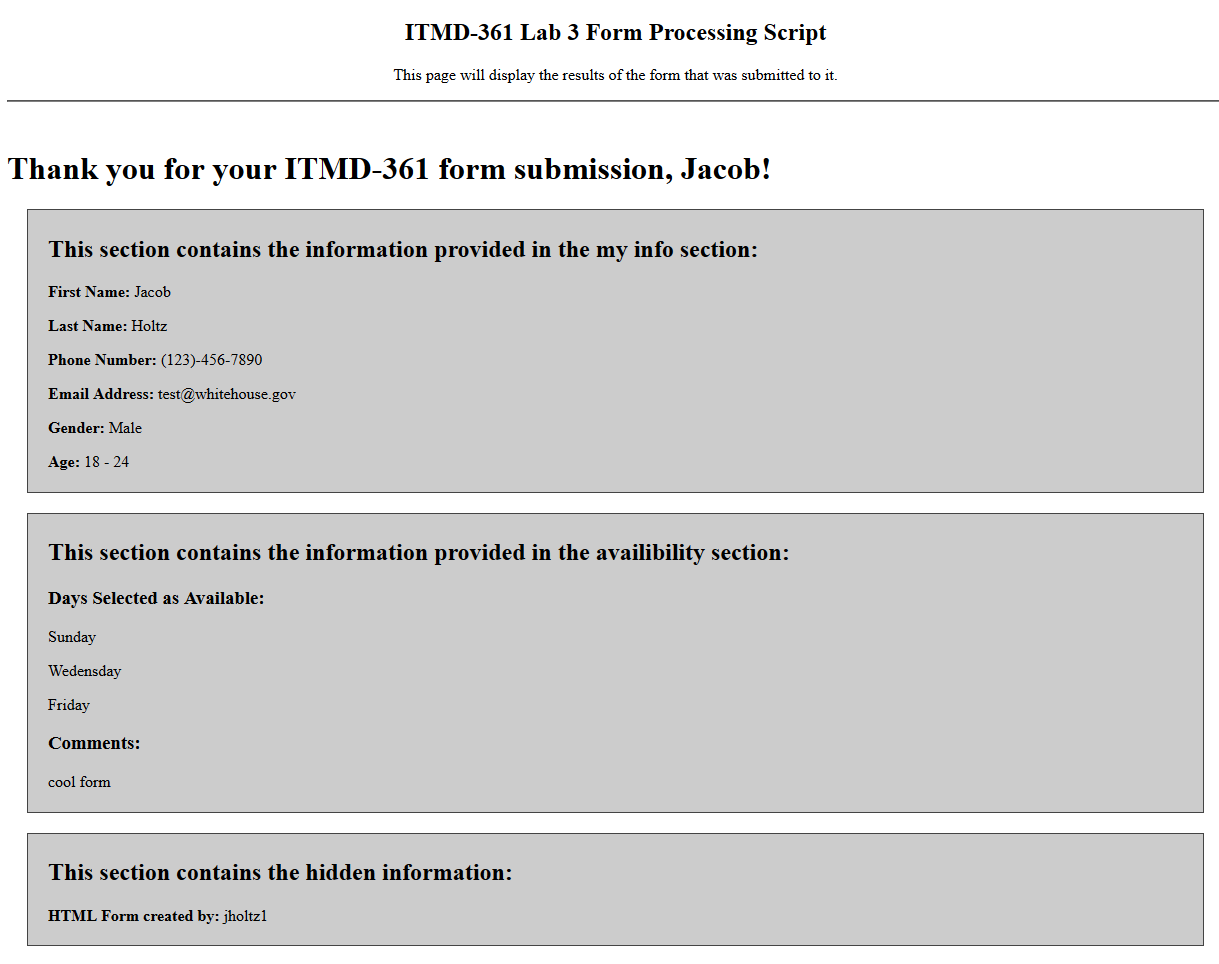 ITMD-361 Lab 3 Form Processing Script
This page will display the results of the form that was submitted to it.
Thank you for your ITMD-361 form submission, Jacob!
This section contains the information provided in the my info section:
First Name: Jacob
Last Name: Holtz
Phone Number: (123)-456-7890
Email Address: test@whitehouse.gov
Gender: Male
Age: 18 - 24
This section contains the information provided in the availibility section:
Days Selected as Available:
Sunday
Wedensday
Friday
Comments:
cool form
This section contains the hidden information:
HTML Form created by: jholtz1